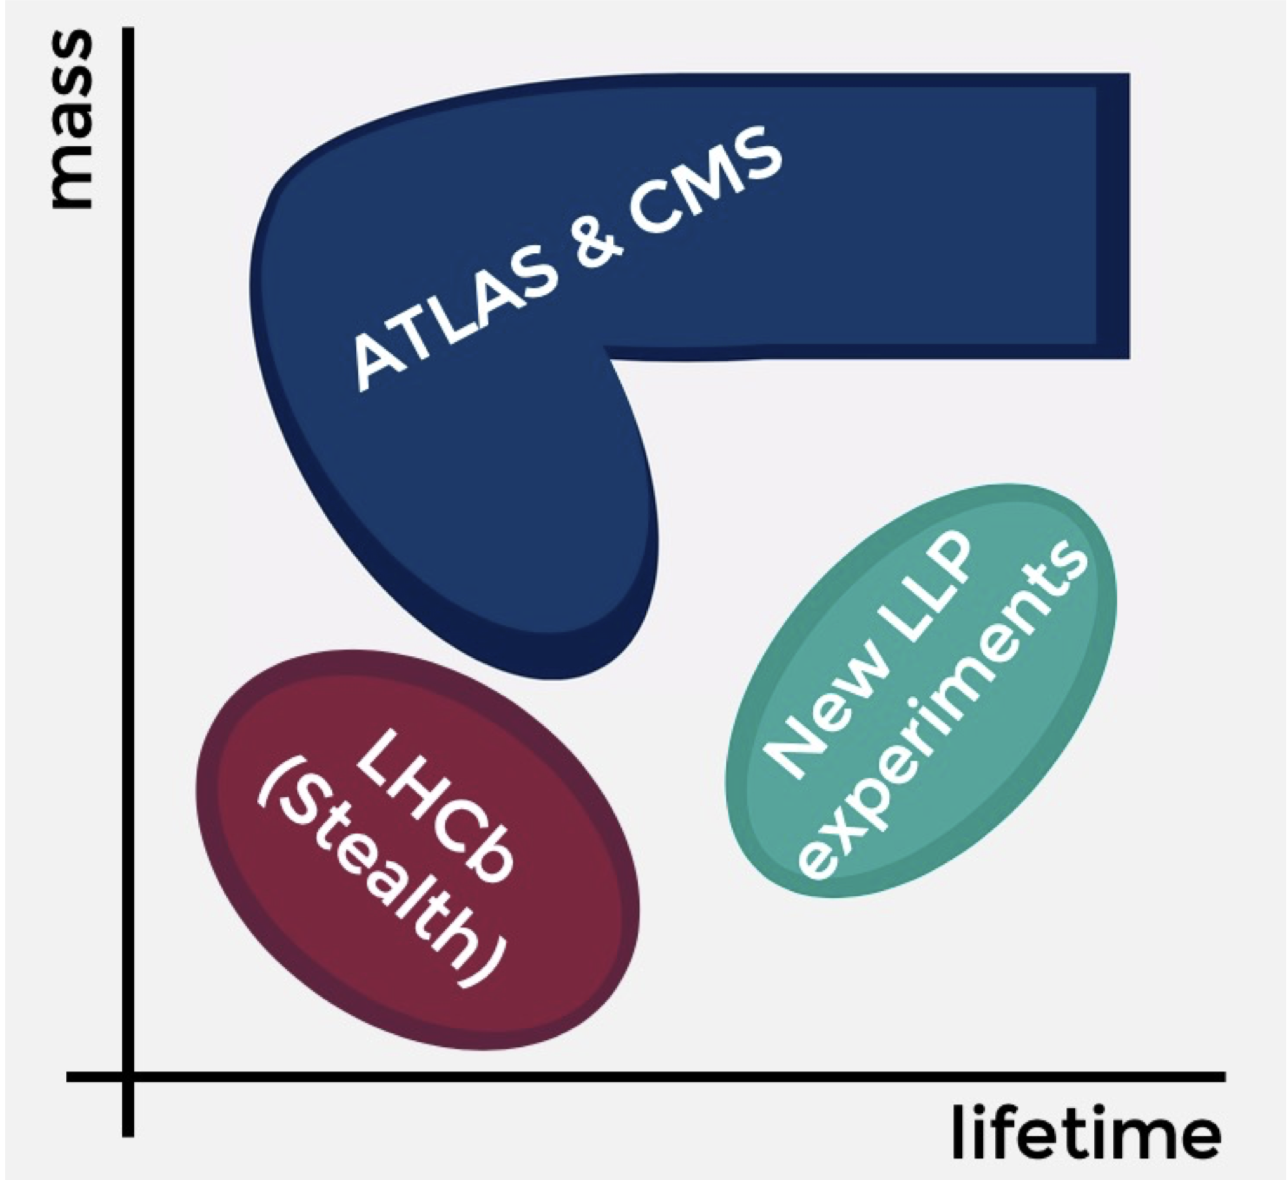 mass
ATLAS & CMS
New LLP
experiments
LHCb
(Stealth)
lifetime